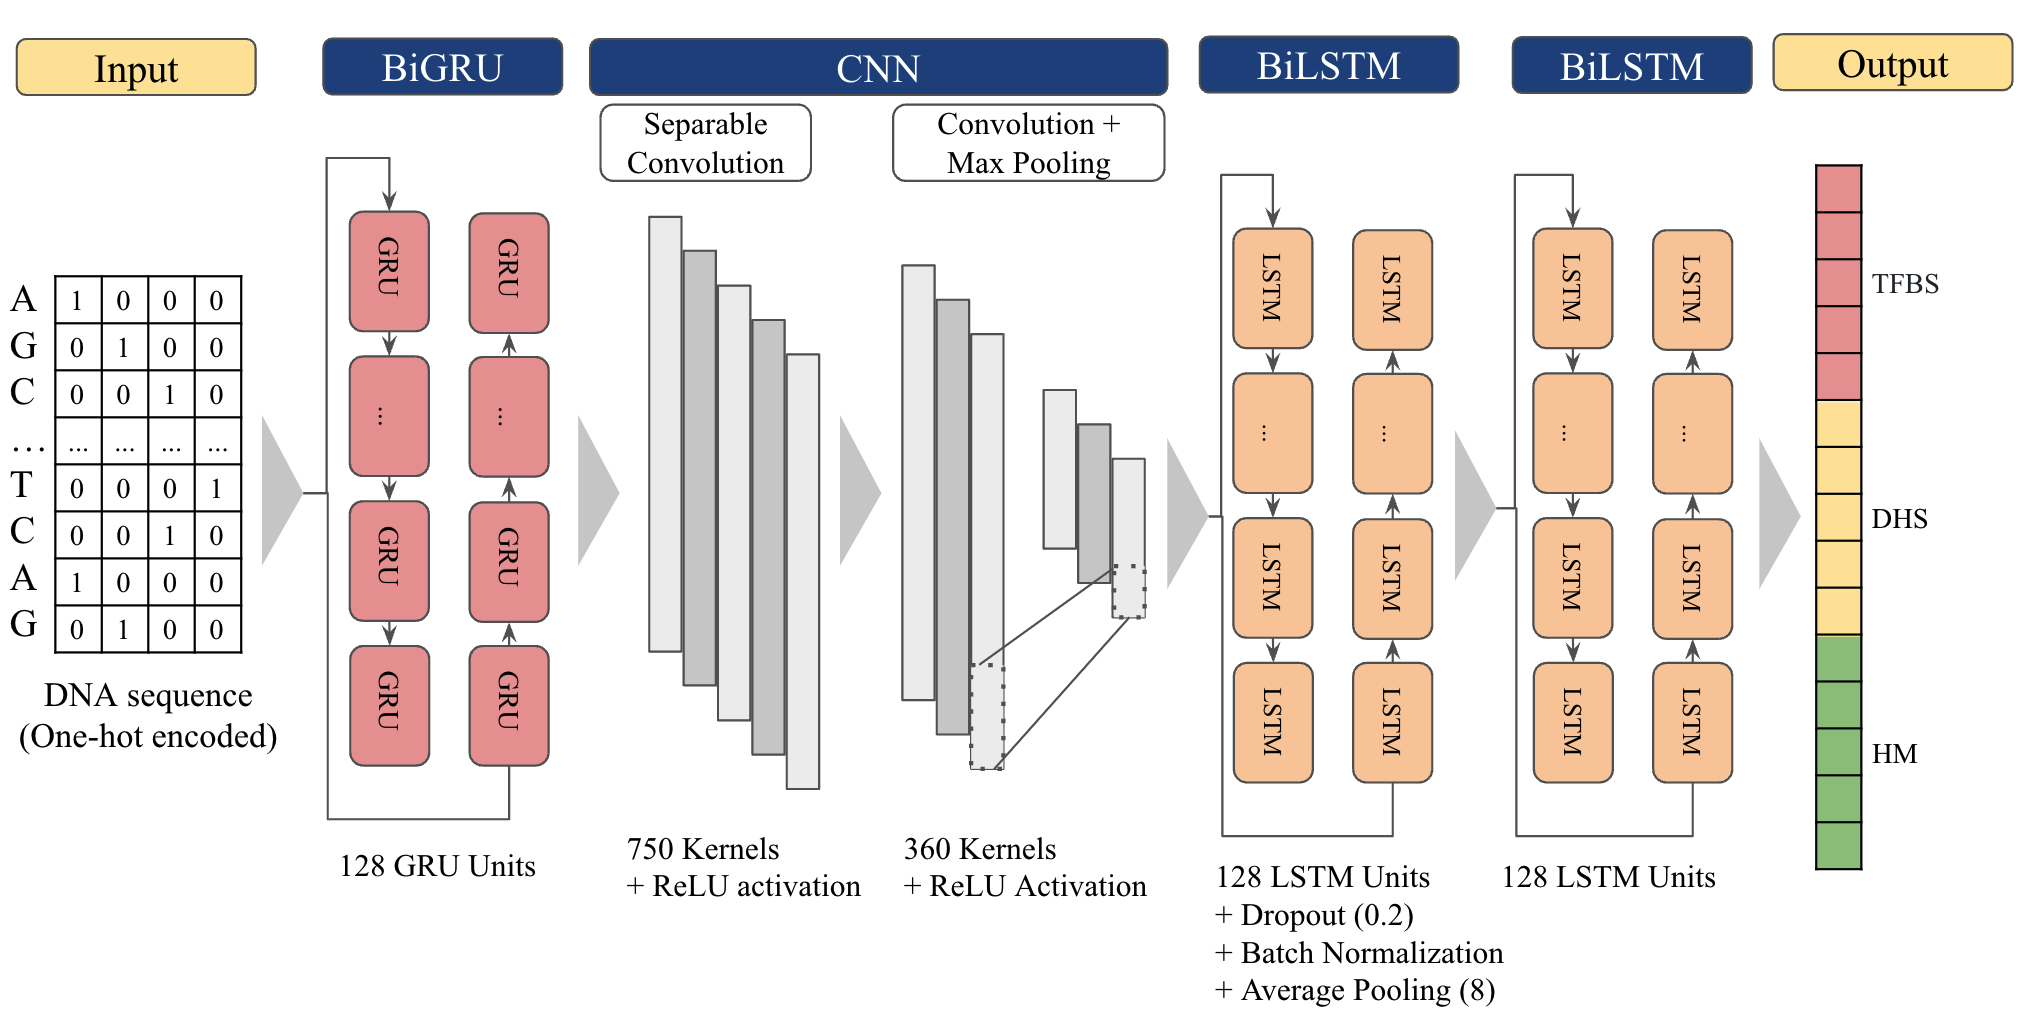 Input
BiGRU
CNN
BiLSTM
BiLSTM
Output
Separable
Convolution
Convolution +
Max Pooling
A 1 0 0 0
G 0 1 0 0
C 0 0 1 0
... ... ... ... ...
T 0 0 0 1
C 0 0 1 0
A 1 0 0 0
G 0 1 0 0
DNA sequence
(One-hot encoded)
GRU GRU
... ...
GRU GRU
GRU GRU
128 GRU Units
750 Kernels
+ ReLU activation
360 Kernels
+ ReLU Activation
LSTM LSTM
... ...
LSTM LSTM
LSTM LSTM
128 LSTM Units
+ Dropout (0.2)
+ Batch Normalization
+ Average Pooling (8)
LSTM LSTM
... ...
LSTM LSTM
LSTM LSTM
128 LSTM Units
TFBS
DHS
HM